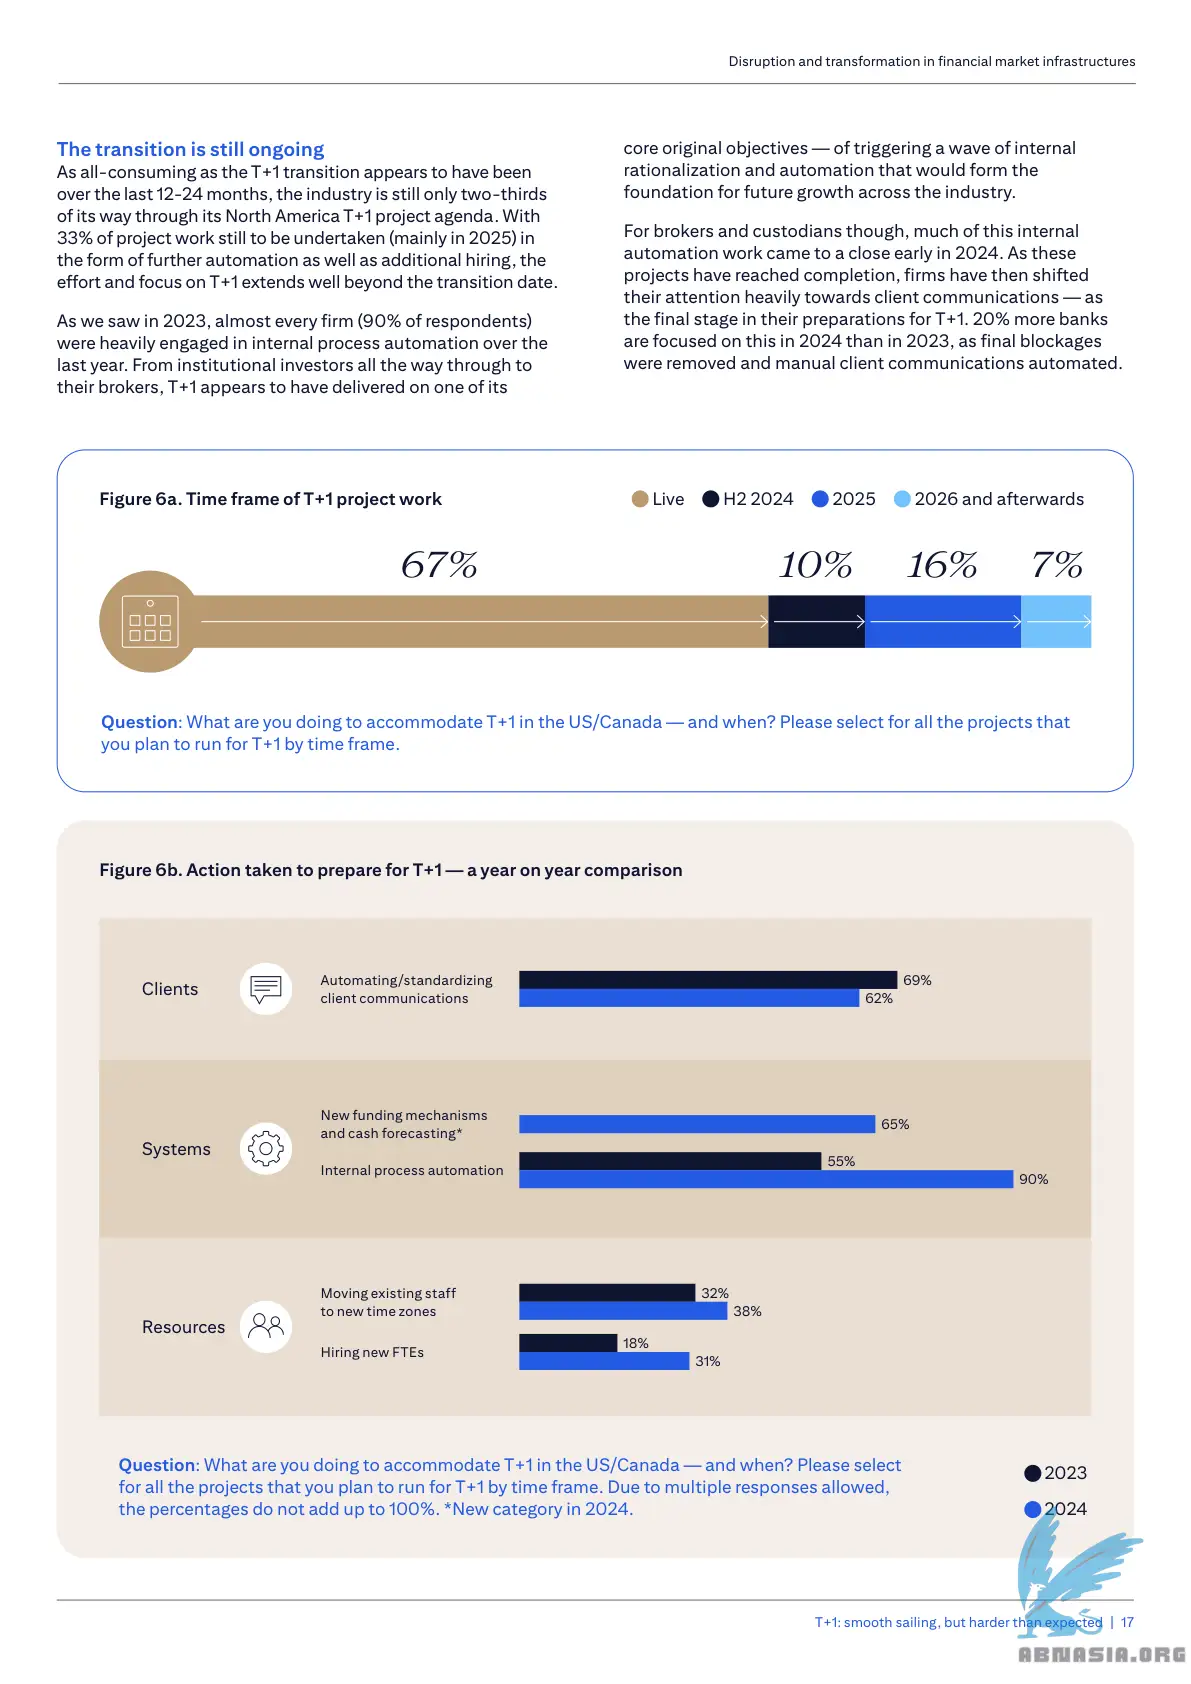 Disruption and transformation in financial market infrastructures
The transition is still ongoing
As all-consuming as the T+1 transition appears to have been
over the last 12-24 months, the industry is still only two-thirds
of its way through its North America T+1 project agenda. With
33% of project work still to be undertaken (mainly in 2025) in
the form of further automation as well as additional hiring, the
effort and focus on T+1 extends well beyond the transition date.
As we saw in 2023, almost every firm (90% of respondents)
were heavily engaged in internal process automation over the
last year. From institutional investors all the way through to
their brokers, T+1 appears to have delivered on one of its
core original objectives — of triggering a wave of internal
rationalization and automation that would form the
foundation for future growth across the industry.
For brokers and custodians though, much of this internal
automation work came to a close early in 2024. As these
projects have reached completion, firms have then shifted
their attention heavily towards client communications — as
the final stage in their preparations for T+1. 20% more banks
are focused on this in 2024 than in 2023, as final blockages
were removed and manual client communications automated.
Figure 6a. Time frame of T+1 project work
Live
H2 2024
2025
2026 and afterwards
67%
10%
16%
7%
Question: What are you doing to accommodate T+1 in the US/Canada — and when? Please select for all the projects that
you plan to run for T+1 by time frame.
Figure 6b. Action taken to prepare for T+1 — a year on year comparison
Clients
Automating/standardizing
client communications
69%
62%
Systems
New funding mechanisms
and cash forecasting*
65%
Internal process automation
55%
90%
Resources
Moving existing staff
to new time zones
32%
38%
Hiring new FTEs
18%
31%
Question: What are you doing to accommodate T+1 in the US/Canada — and when? Please select
for all the projects that you plan to run for T+1 by time frame. Due to multiple responses allowed,
the percentages do not add up to 100%. *New category in 2024.
2023
2024
T+1: smooth sailing, but harder than expected | 17
ABNASIA.ORG